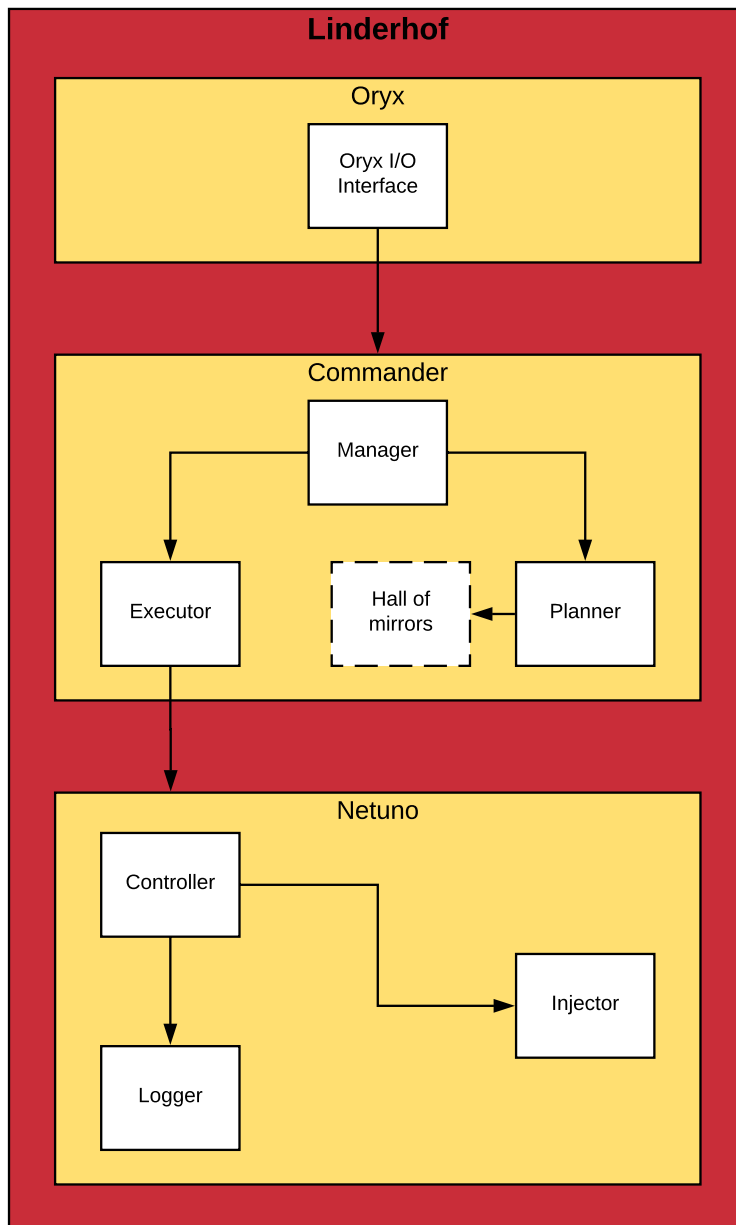 Linderhof
Oryx
Oryx I/O
Interface
Commander
Manager
Executor
Hall of
mirrors
Planner
Netuno
Controller
Injector
Logger